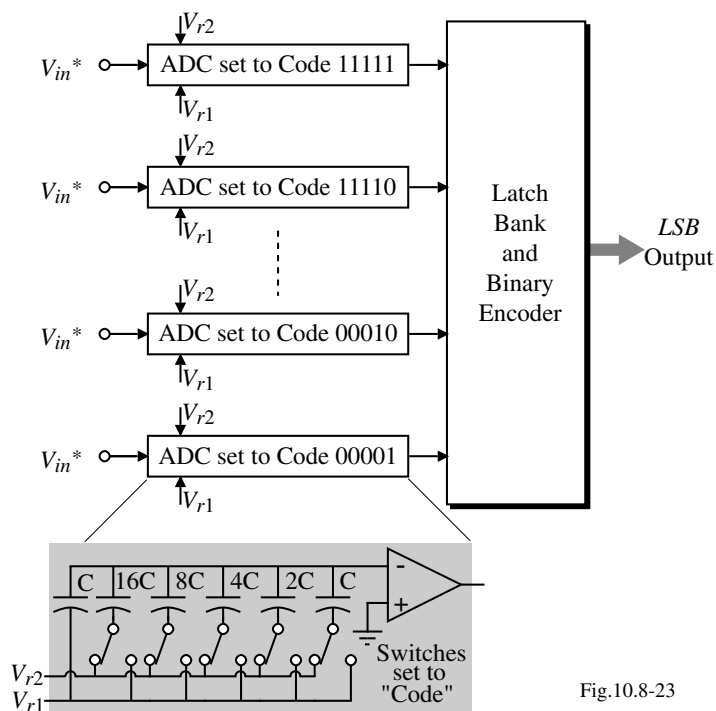 Vr2
Vin* ADC set to Code 11111
Vr1
Vr2
Vin* ADC set to Code 11110
Vr1
Latch
Bank
and
Binary
Encoder
LSB
Output
Vr2
Vin* ADC set to Code 00010
Vr1
Vr2
Vin* ADC set to Code 00001
Vr1
C 16C 8C 4C 2C C
-
+
Switches
set to
"Code"
Vr2
Vr1
Fig.10.8-23